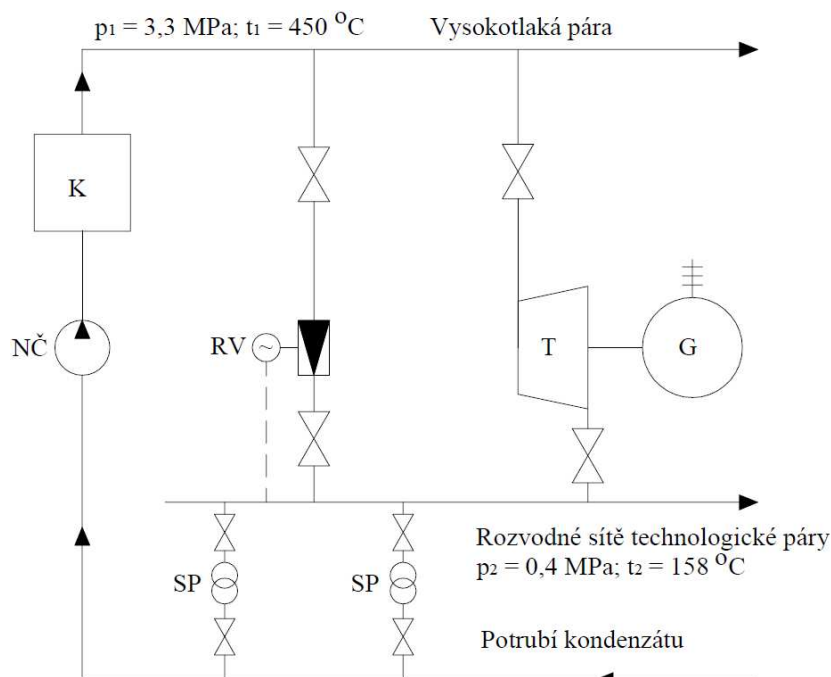 p1 = 3,3 MPa; t1 = 450 °C
Vysokotlaká pára
K
NČ
RV
~
T
G
Rozvodné sítě technologické páry
p2 = 0,4 MPa; t2 = 158 °C
SP
SP
Potrubí kondenzátu